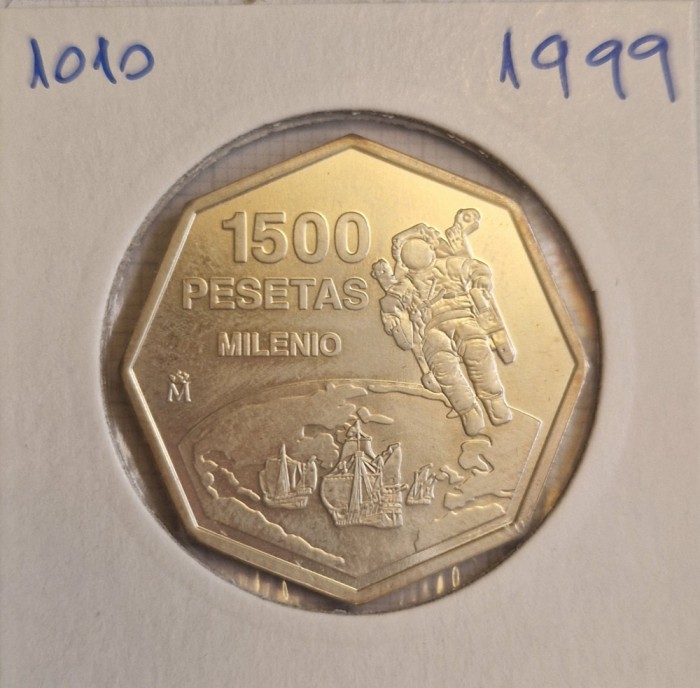 1010 1999
1500
PESETAS
MILENIO
M